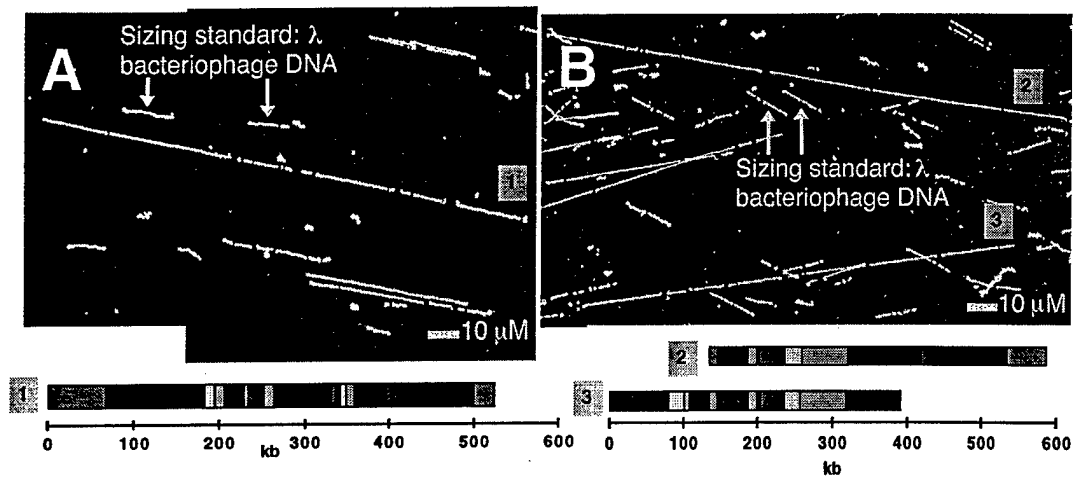 A
Sizing standard: λ
bacteriophage DNA
1
10 μM
B
2
Sizing standard: λ
bacteriophage DNA
3
10 μM
1
0 100 200 300 400 500 600
kb
2
3
0 100 200 300 400 500 600
kb